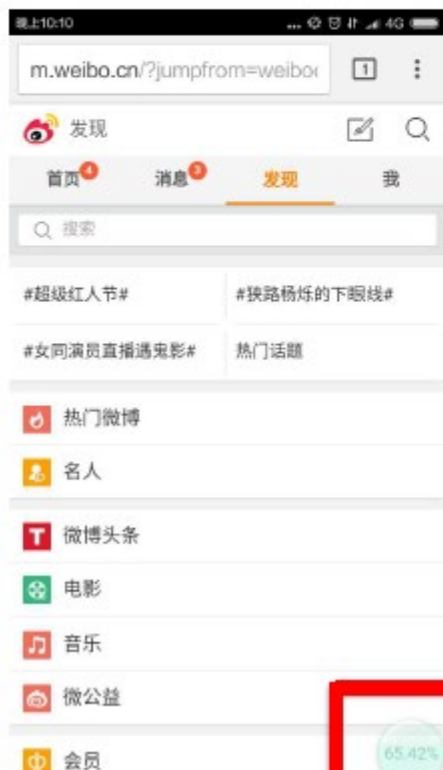 晚上10:10 ... 4G
m.weibo.cn/?jumpfrom=weibo 1
发现
首页 4 消息 3 发现 我
搜索
#超级红人节# #狭路杨烁的下眼线#
#女同演员直播遇鬼影# 热门话题
热门微博
名人
T 微博头条
电影
音乐
微公益
会员
65.42%